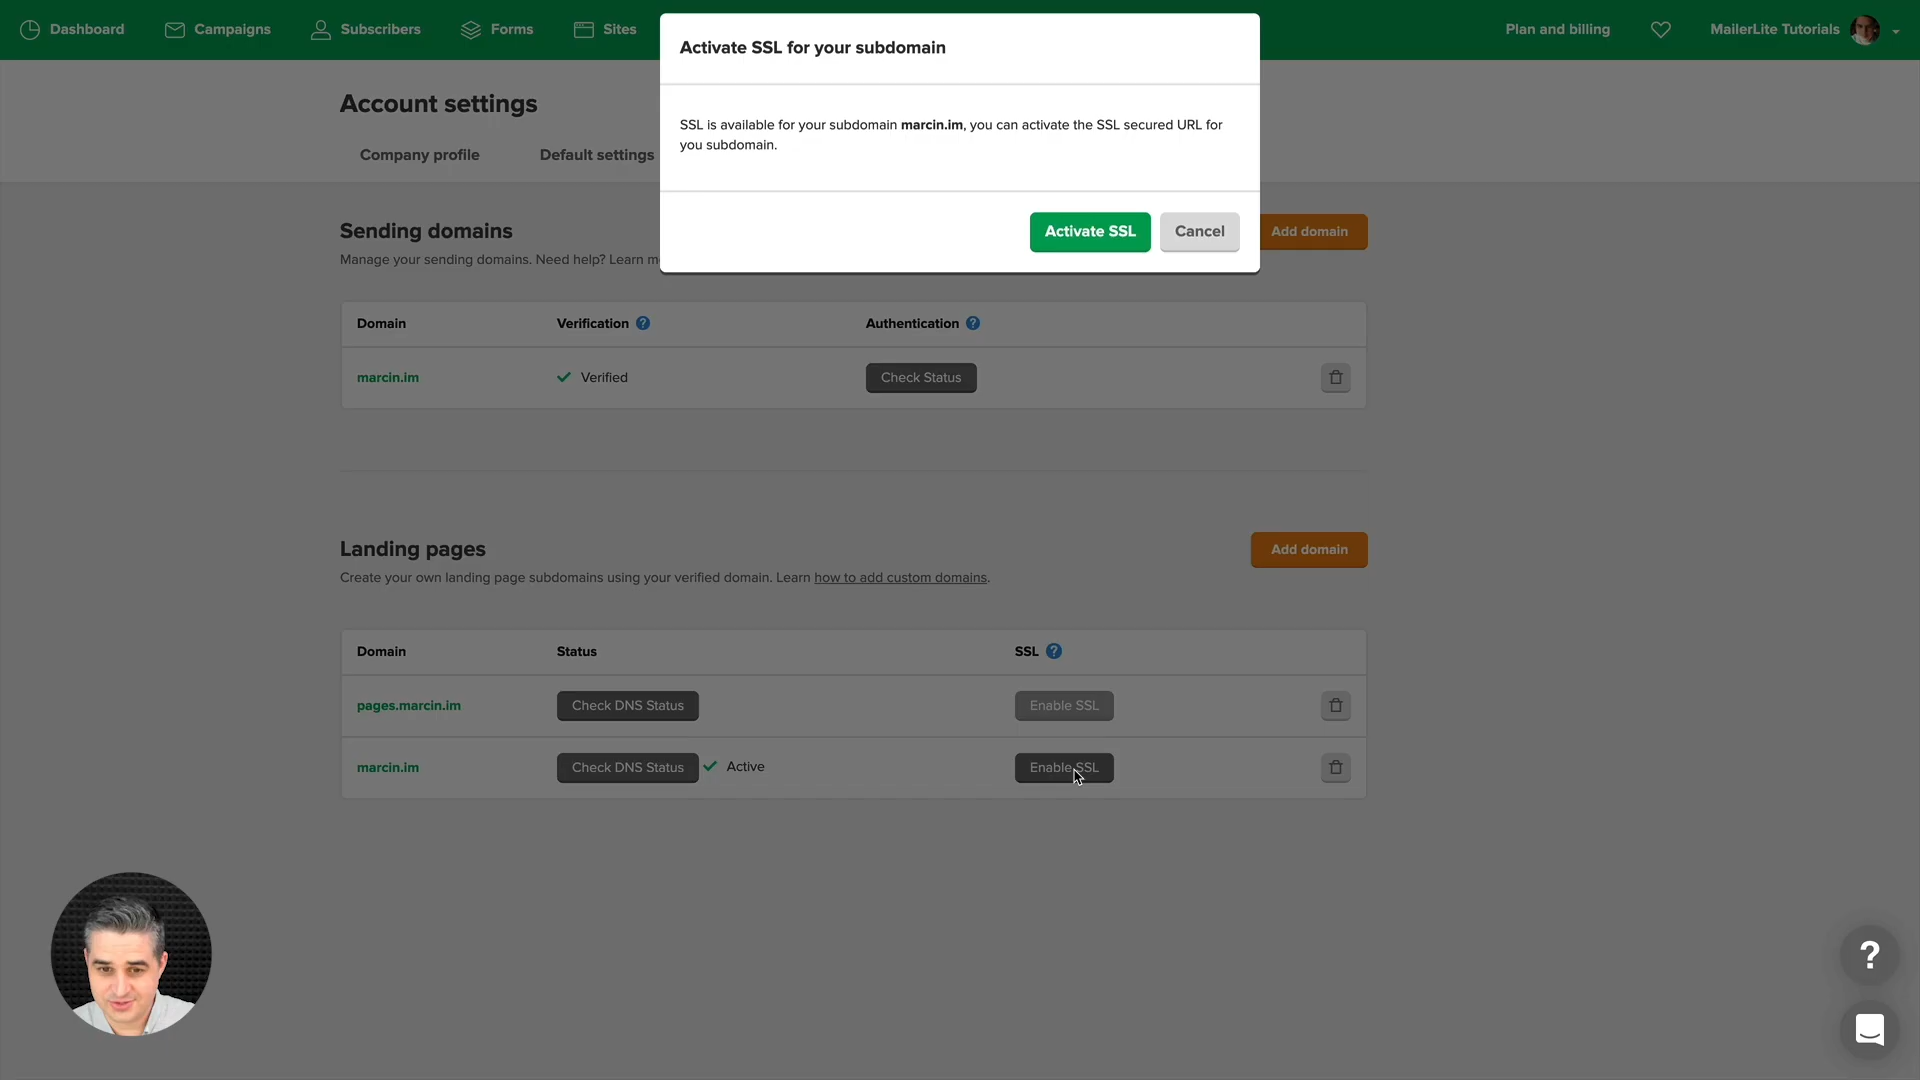 Dashboard
Campaigns
Subscribers
Forms
Sites
Plan and billing
MailerLite Tutorials
Activate SSL for your subdomain
SSL is available for your subdomain marcin.im, you can activate the SSL secured URL for
you subdomain.
Activate SSL
Cancel
Account settings
Company profile
Default settings
Sending domains
Manage your sending domains. Need help? Learn
Add domain
Domain
Verification ?
Authentication ?
marcin.im
Verified
Check Status
Landing pages
Create your own landing page subdomains using your verified domain. Learn how to add custom domains.
Add domain
Domain
Status
SSL ?
pages.marcin.im
Check DNS Status
Enable SSL
marcin.im
Check DNS Status
Active
Enable SSL
?